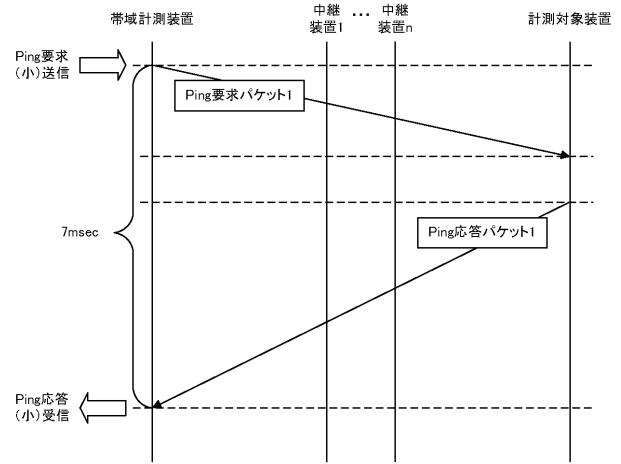 帯域計測装置
中継
装置1
…
中継
装置n
計測対象装置
Ping要求
(小)送信
Ping要求パケット1
7msec
Ping応答パケット1
Ping応答
(小)受信